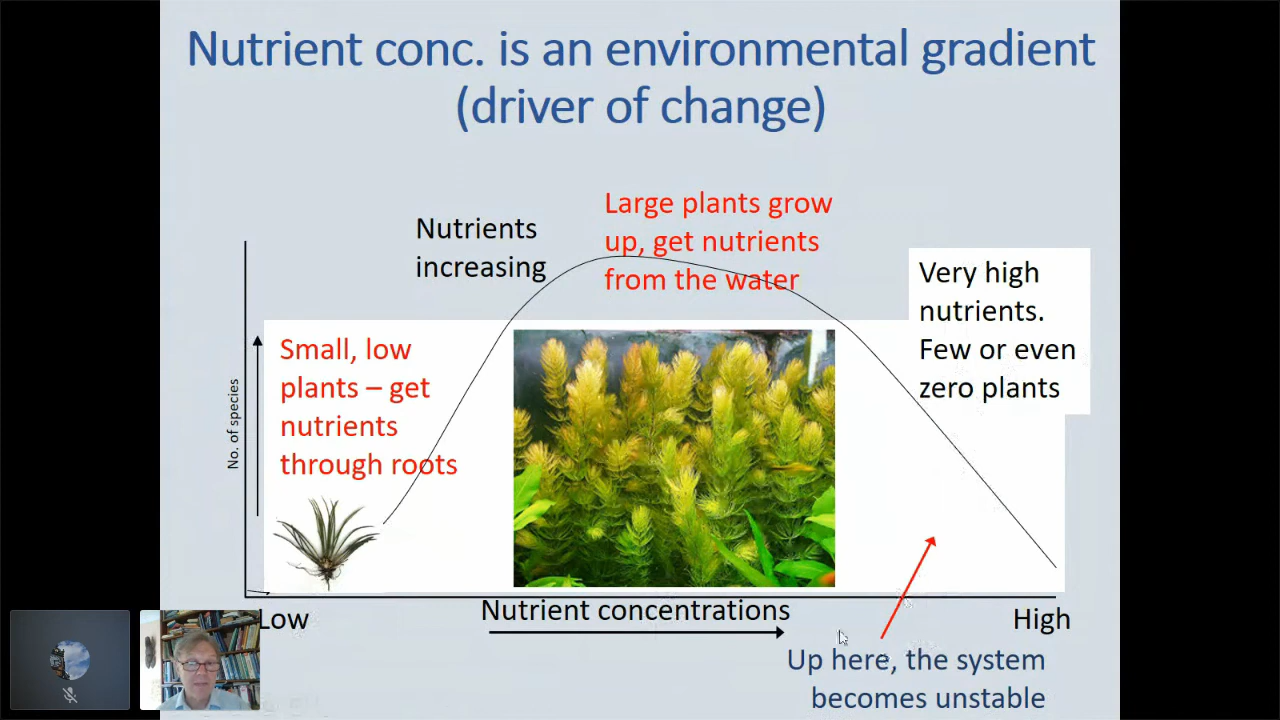 Nutrient conc. is an environmental gradient
(driver of change)
Nutrients
increasing
Large plants grow
up, get nutrients
from the water
Very high
nutrients.
Few or even
zero plants
Small, low
plants – get
nutrients
through roots
No. of species
Low
Nutrient concentrations
High
Up here, the system
becomes unstable